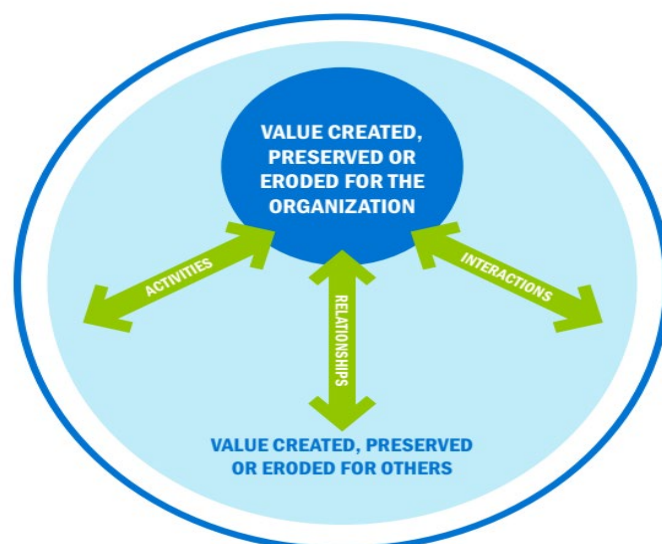 VALUE CREATED,
PRESERVED OR
ERODED FOR THE
ORGANIZATION
ACTIVITIES
RELATIONSHIPS
INTERACTIONS
VALUE CREATED, PRESERVED
OR ERODED FOR OTHERS